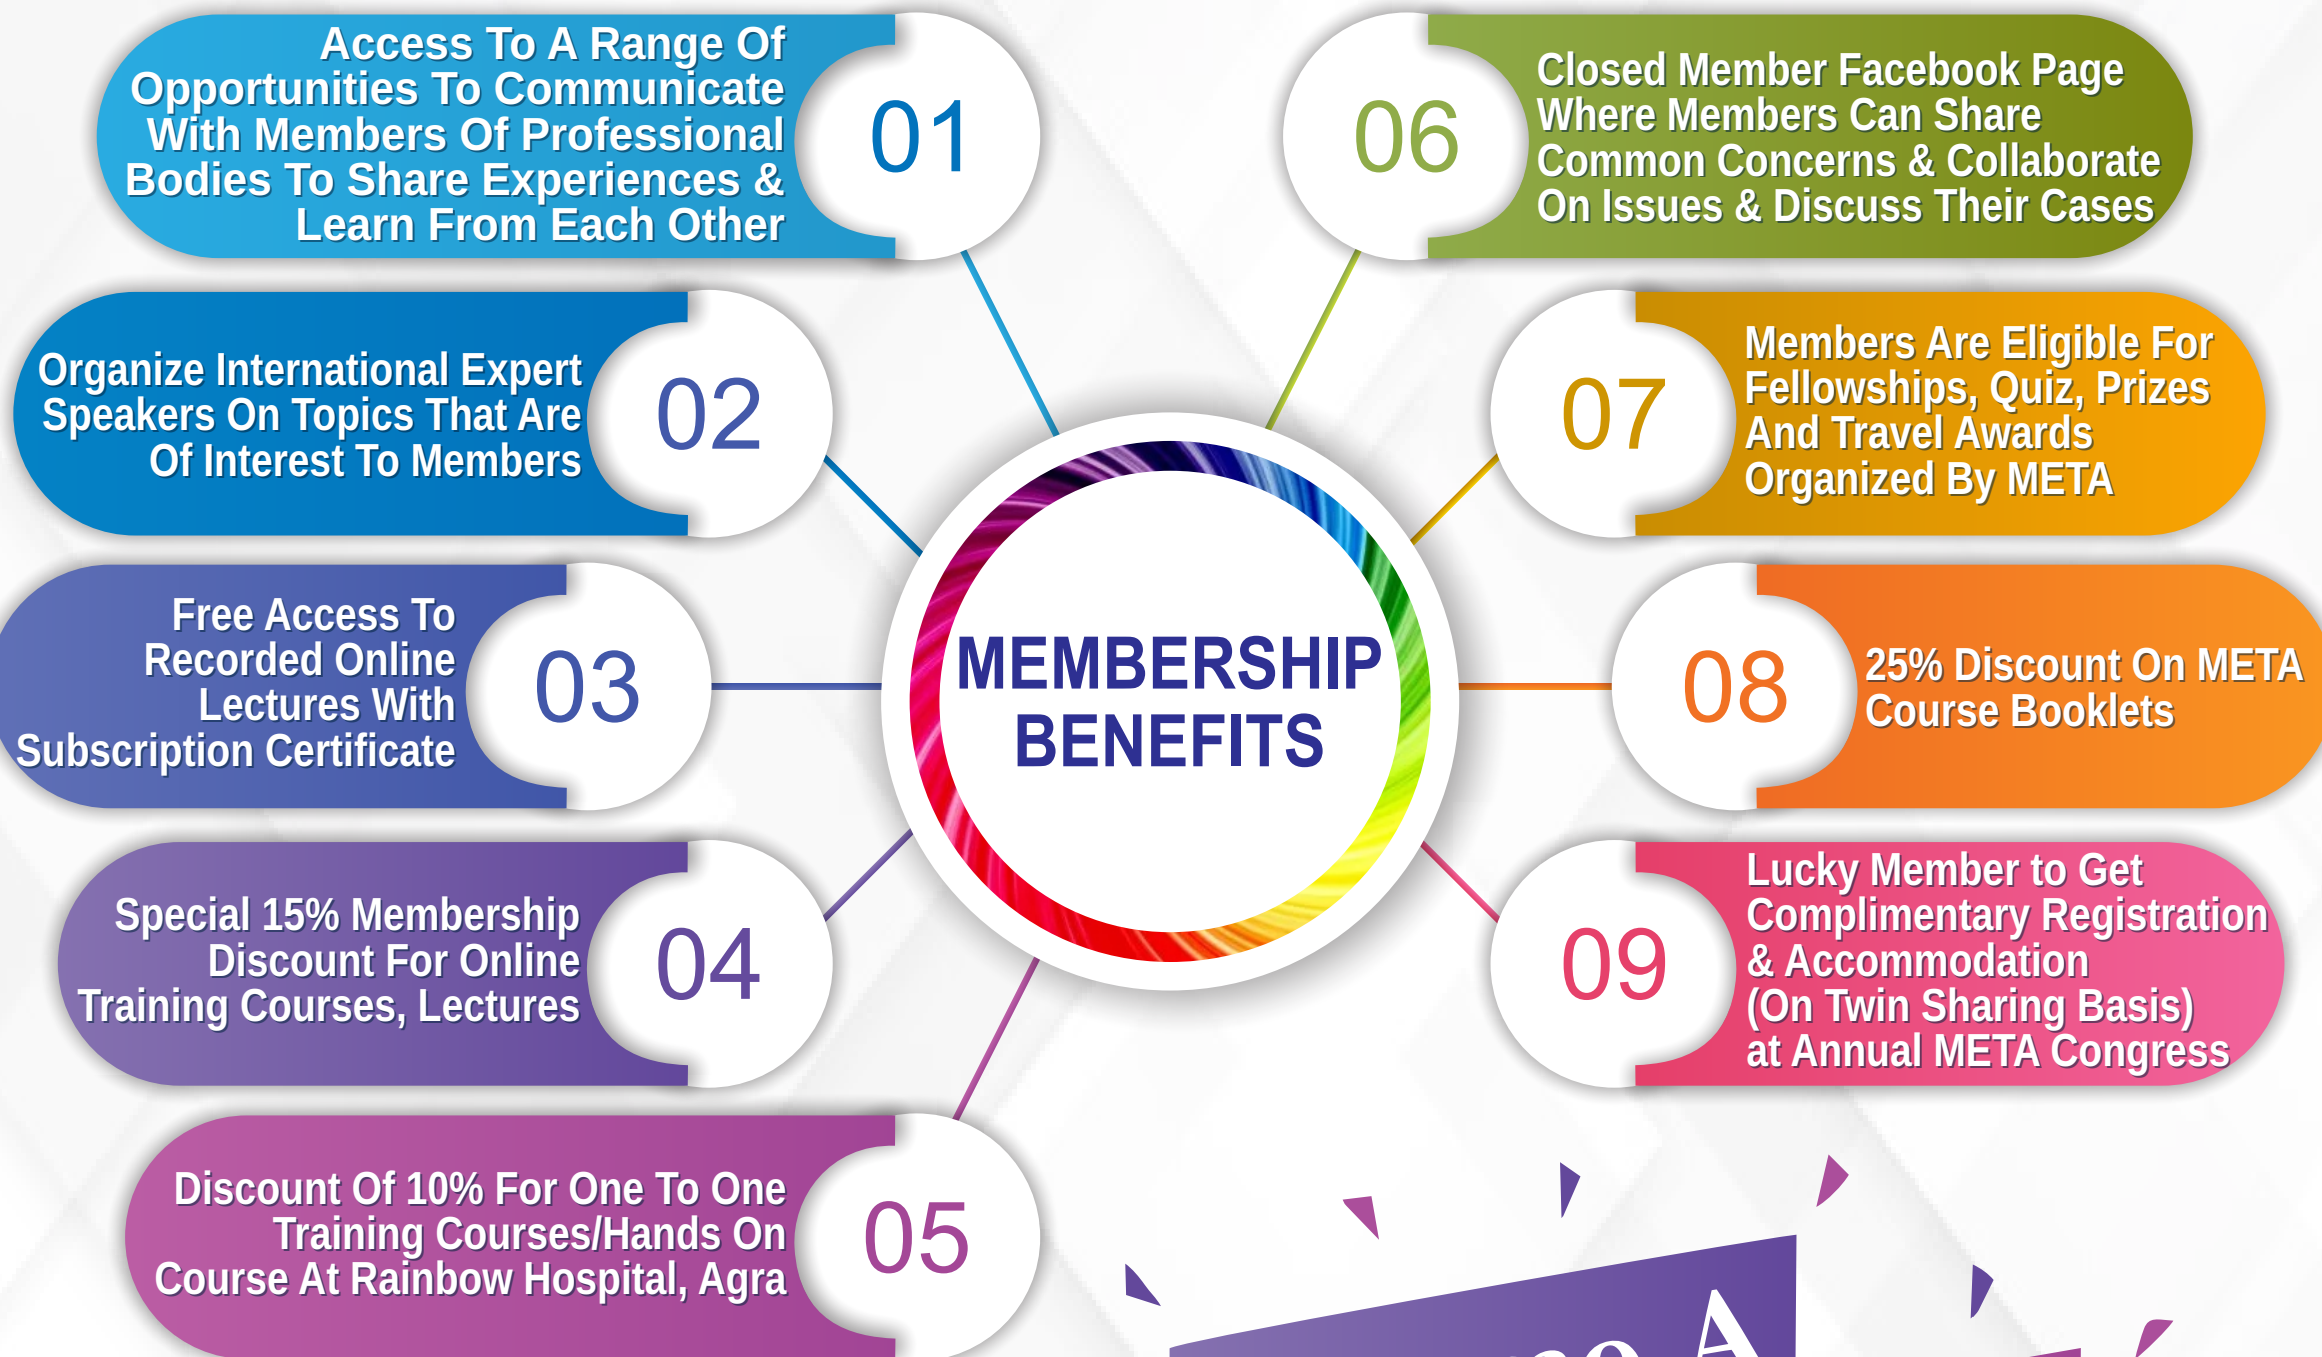 Access To A Range Of
Opportunities To Communicate
With Members Of Professional
Bodies To Share Experiences &
Learn From Each Other
01
Organize International Expert
Speakers On Topics That Are
Of Interest To Members
02
Free Access To
Recorded Online
Lectures With
Subscription Certificate
03
Special 15% Membership
Discount For Online
Training Courses, Lectures
04
Discount Of 10% For One To One
Training Courses/Hands On
Course At Rainbow Hospital, Agra
05
MEMBERSHIP
BENEFITS
06
Closed Member Facebook Page
Where Members Can Share
Common Concerns & Collaborate
On Issues & Discuss Their Cases
07
Members Are Eligible For
Fellowships, Quiz, Prizes
And Travel Awards
Organized By META
08
25% Discount On META
Course Booklets
09
Lucky Member to Get
Complimentary Registration
& Accommodation
(On Twin Sharing Basis)
at Annual META Congress
A